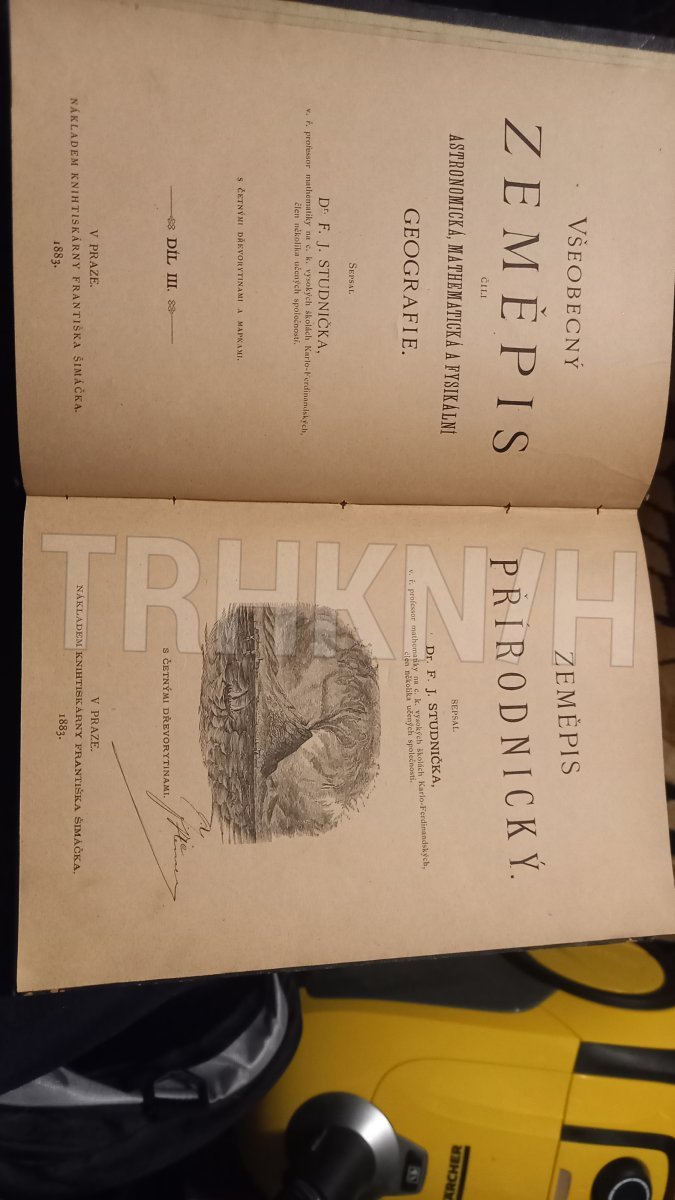 VŠEOBECNÝ
ZEMĚPIS
ČILI
ASTRONOMICKÁ, MATHEMATICKÁ A FYSIKÁLNÍ
GEOGRAFIE.
SEPSAL
Dr. F. J. STUDNIČKA,
v. ř. professor mathematiky na c. k. vysokých školách Karlo-Ferdinandských,
člen několika učených společností.
S ČETNÝMI DŘEVORYTINAMI A MAPKAMI.
DÍL III.
V PRAZE.
NÁKLADEM KNIHTISKÁRNY FRANTIŠKA ŠIMÁČKA.
1883.
ZEMĚPIS
PŘÍRODNICKÝ.
SEPSAL
Dr. F. J. STUDNIČKA
v. ř. professor mathematiky na c. k. vysokých školách Karlo-Ferdinandských,
člen několika učených společností.
S ČETNÝMI DŘEVORYTINAMI.
V PRAZE.
NÁKLADEM KNIHTISKÁRNY FRANTIŠKA ŠIMÁČKA.
1883.
TRHKNIH
KÄRCHER